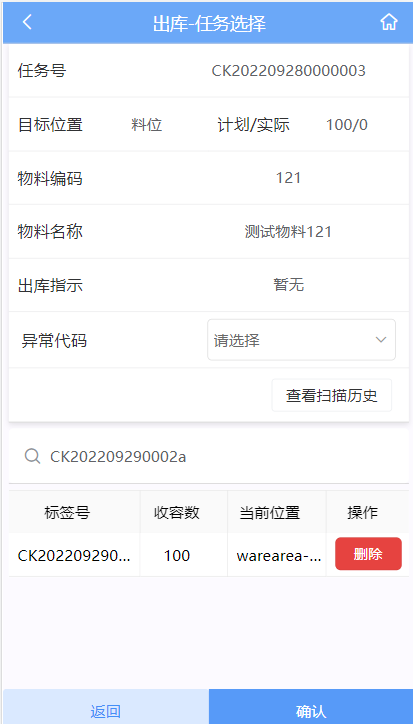 出库-任务选择
任务号 CK202209280000003
目标位置 料位 计划/实际 100/0
物料编码 121
物料名称 测试物料121
出库指示 暂无
异常代码 请选择
查看扫描历史
CK202209290002a
标签号 收容数 当前位置 操作
CK202209290... 100 warearea-... 删除
返回 确认